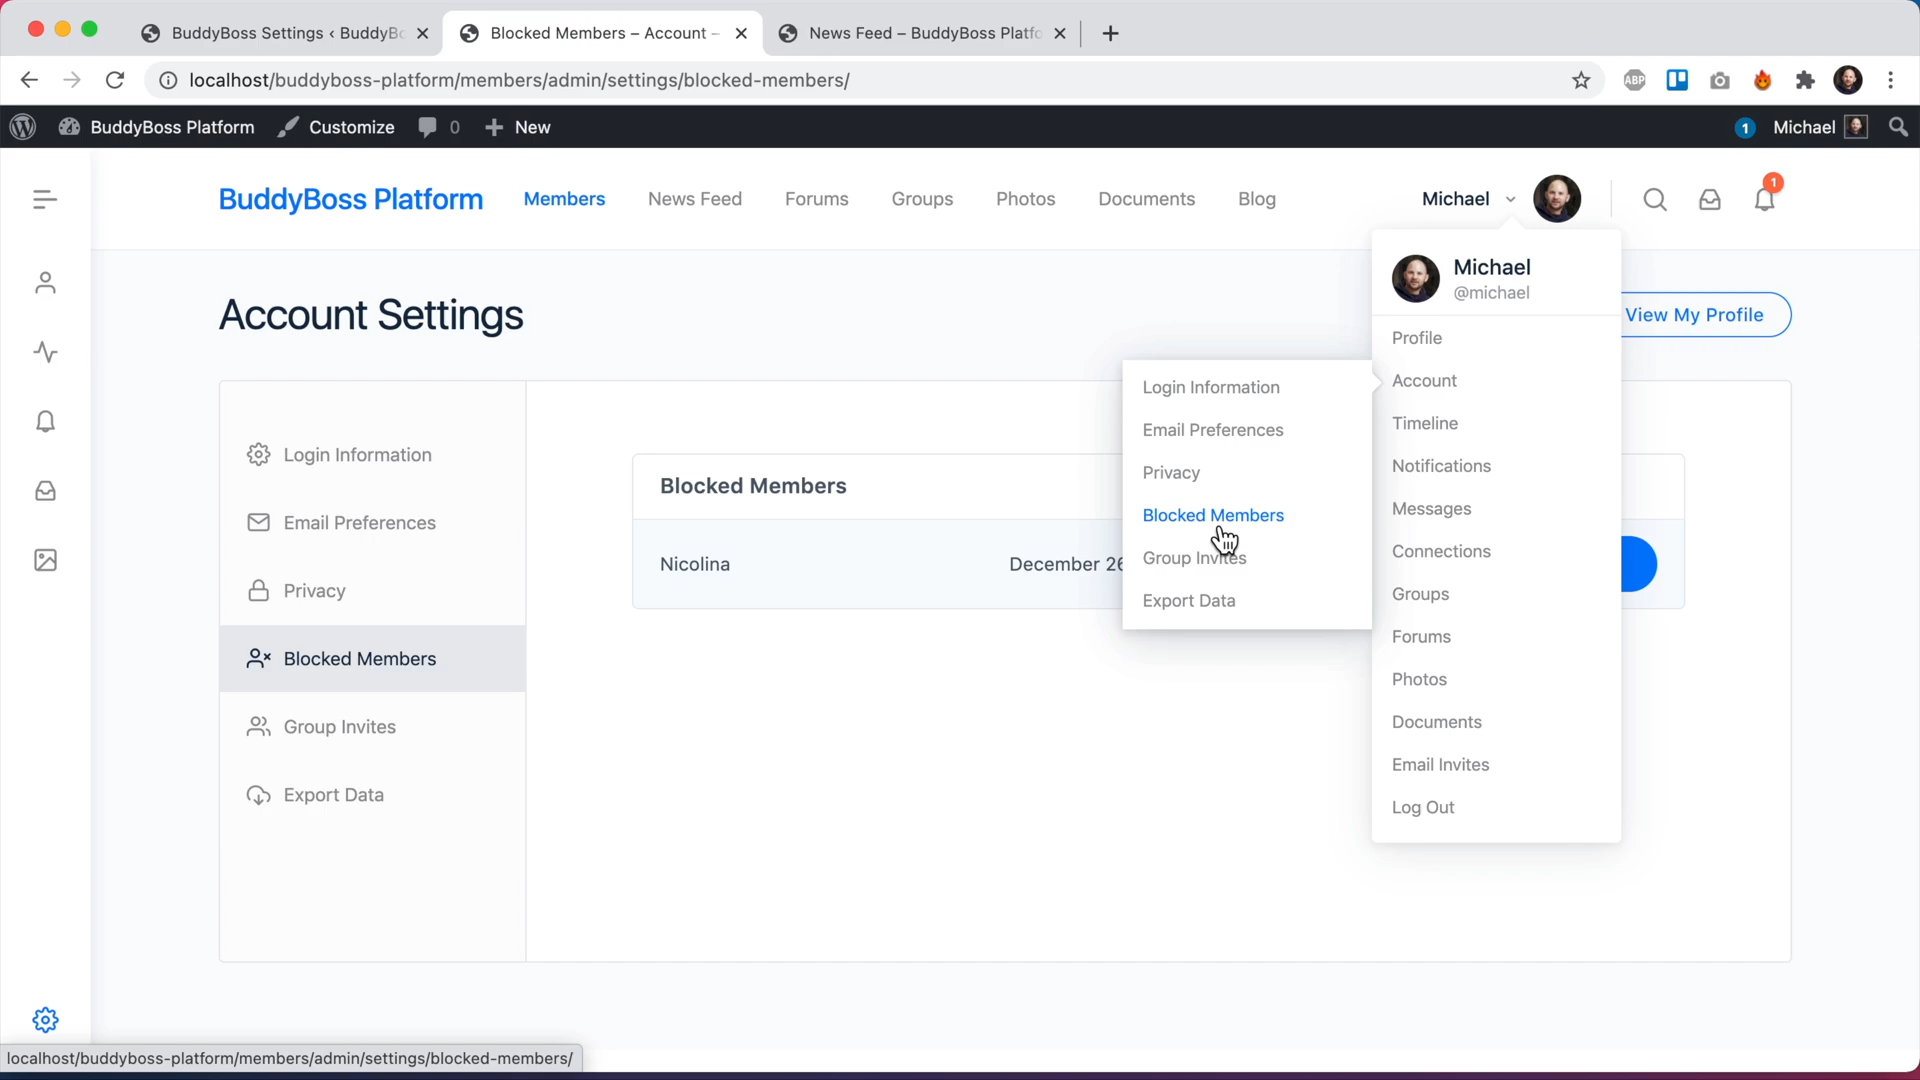 BuddyBoss Settings ‹ BuddyBo
Blocked Members – Account –
News Feed – BuddyBoss Platfo
localhost/buddyboss-platform/members/admin/settings/blocked-members/
ABP
BuddyBoss Platform
Customize
0
New
1
Michael
BuddyBoss Platform
Members
News Feed
Forums
Groups
Photos
Documents
Blog
Michael
1
Michael
@michael
Account Settings
View My Profile
Profile
Account
Timeline
Notifications
Messages
Connections
Groups
Forums
Photos
Documents
Email Invites
Log Out
Login Information
Email Preferences
Privacy
Blocked Members
Group Invites
Export Data
Login Information
Email Preferences
Privacy
Blocked Members
Group Invites
Export Data
Blocked Members
Nicolina
December 26
localhost/buddyboss-platform/members/admin/settings/blocked-members/